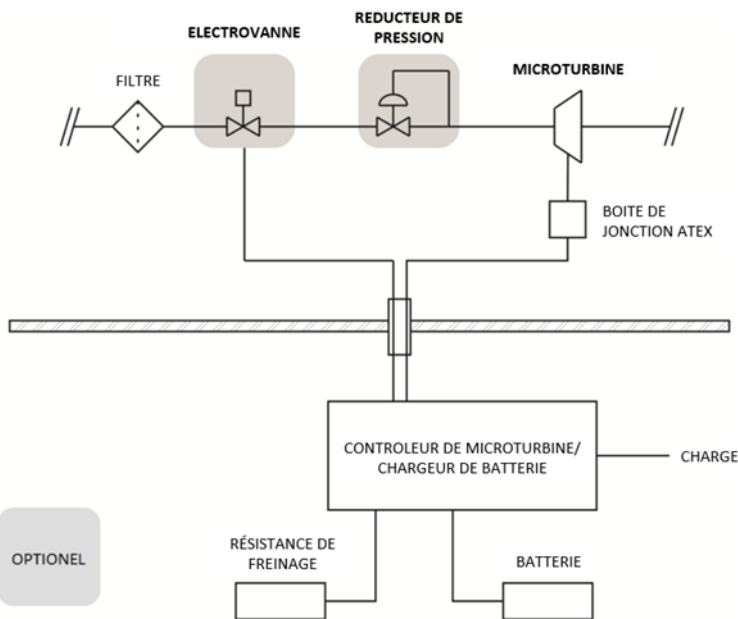 ELECTROVANNE
REDUCTEUR DE
PRESSION
MICROTURBINE
FILTRE
BOITE DE
JONCTION ATEX
CONTROLEUR DE MICROTURBINE/
CHARGEUR DE BATTERIE
CHARGE
OPTIONEL
RÉSISTANCE DE
FREINAGE
BATTERIE